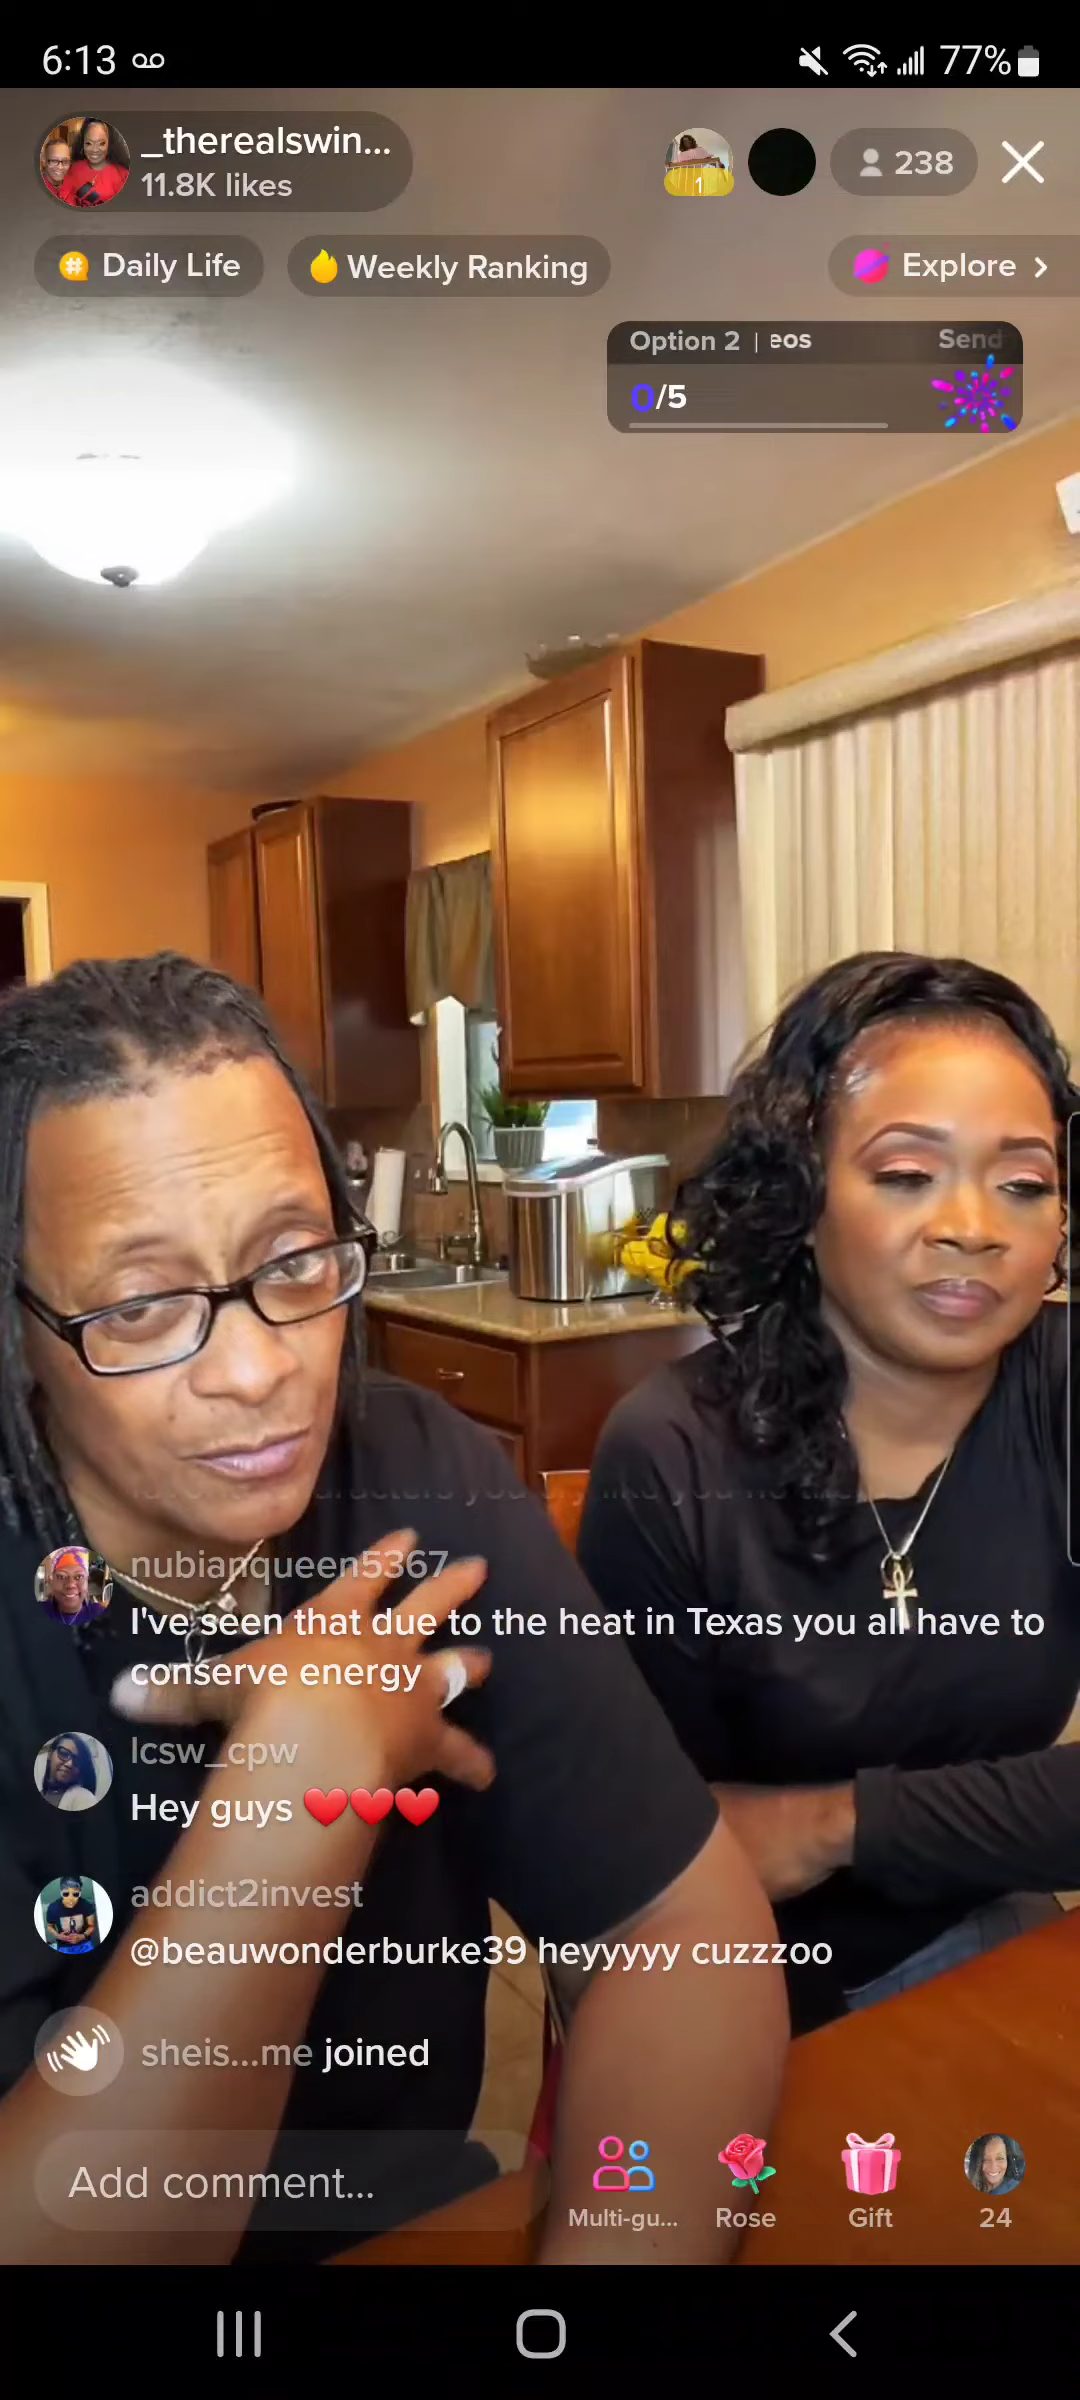 6:13
77%
_therealswin...
11.8K likes
1
238
Daily Life
Weekly Ranking
Explore >
Option 2 | eos
Send
0/5
nubianqueen5367
I've seen that due to the heat in Texas you all have to
conserve energy
lcsw_cpw
Hey guys ❤️❤️❤️
addict2invest
@beauwonderburke39 heyyyyy cuzzzoo
sheis...me joined
Add comment...
Multi-gu...
Rose
Gift
24